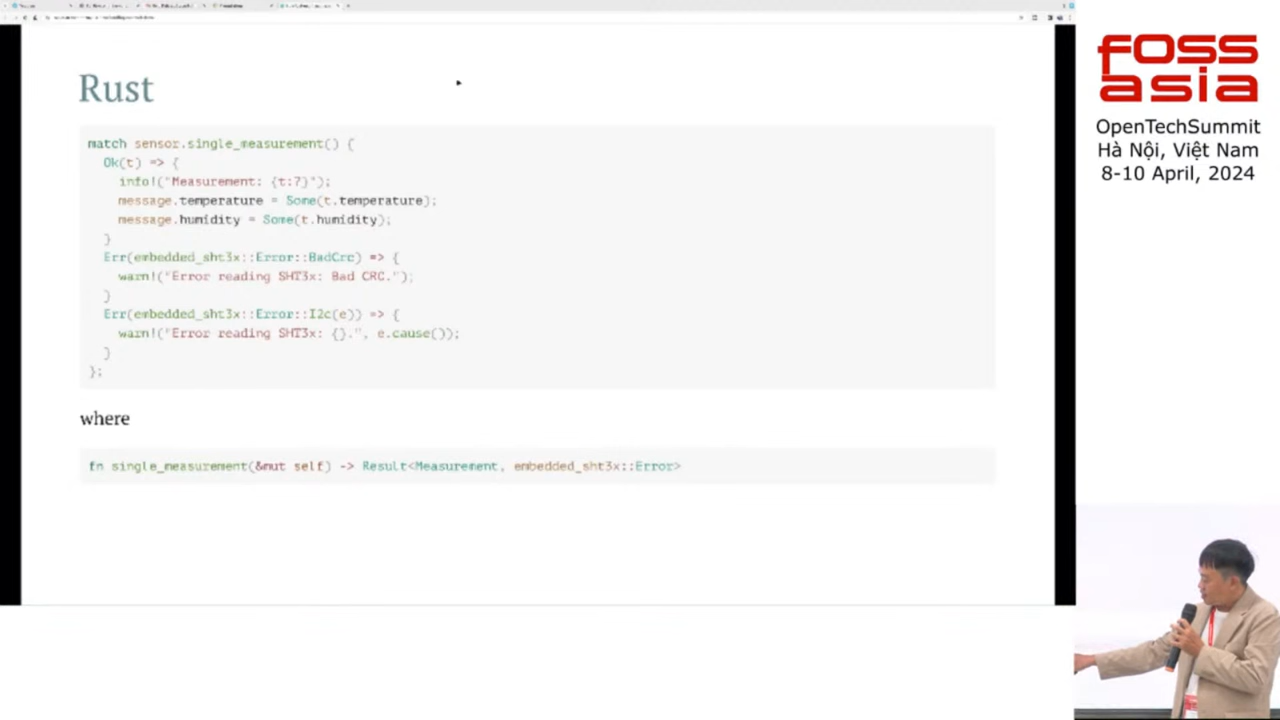 Rust
match sensor.single_measurement() {
Ok(t) => {
info!("Measurement: {t:?}");
message.temperature = Some(t.temperature);
message.humidity = Some(t.humidity);
}
Err(embedded_sht3x::Error::BadCrc) => {
warn!("Error reading SHT3x: Bad CRC.");
}
Err(embedded_sht3x::Error::I2c(e)) => {
warn!("Error reading SHT3x: {}.", e.cause());
}
};
where
fn single_measurement(&mut self) -> Result<Measurement, embedded_sht3x::Error>
FOSS
asia
OpenTechSummit
Hà Nội, Việt Nam
8-10 April, 2024